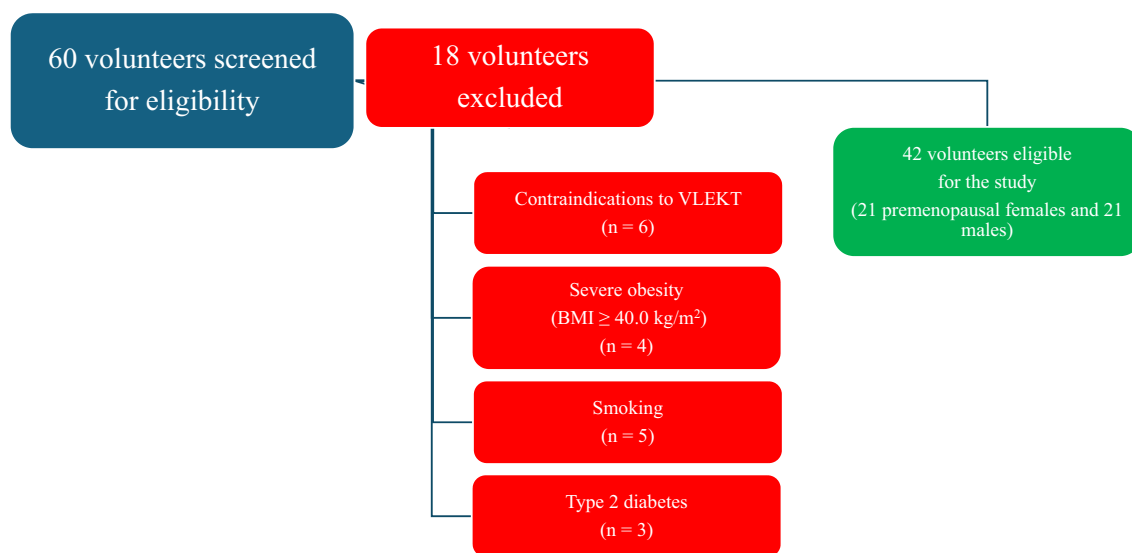 60 volunteers screened
for eligibility
18 volunteers
excluded
42 volunteers eligible
for the study
(21 premenopausal females and 21
males)
Contraindications to VLEKT
(n = 6)
Severe obesity
(BMI ≥ 40.0 kg/m²)
(n = 4)
Smoking
(n = 5)
Type 2 diabetes
(n = 3)